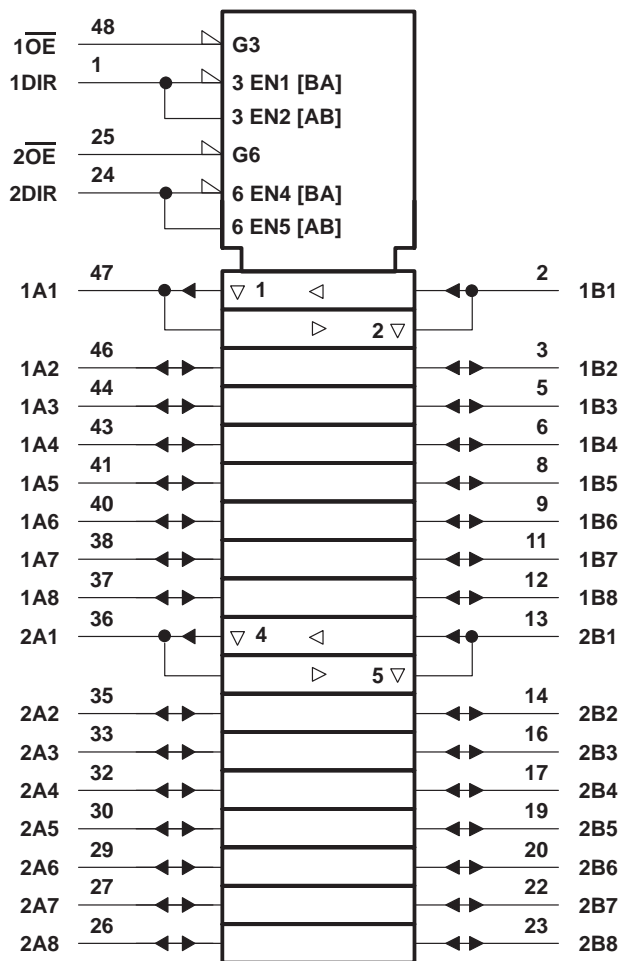 48
1O̅E̅ G3
1
1DIR 3 EN1 [BA]
3 EN2 [AB]
25
2O̅E̅ G6
24
2DIR 6 EN4 [BA]
6 EN5 [AB]
47 2
1A1 ▽ 1 ◁ 1B1
▷ 2 ▽
46 3
1A2 1B2
44 5
1A3 1B3
43 6
1A4 1B4
41 8
1A5 1B5
40 9
1A6 1B6
38 11
1A7 1B7
37 12
1A8 1B8
36 13
2A1 ▽ 4 ◁ 2B1
▷ 5 ▽
35 14
2A2 2B2
33 16
2A3 2B3
32 17
2A4 2B4
30 19
2A5 2B5
29 20
2A6 2B6
27 22
2A7 2B7
26 23
2A8 2B8